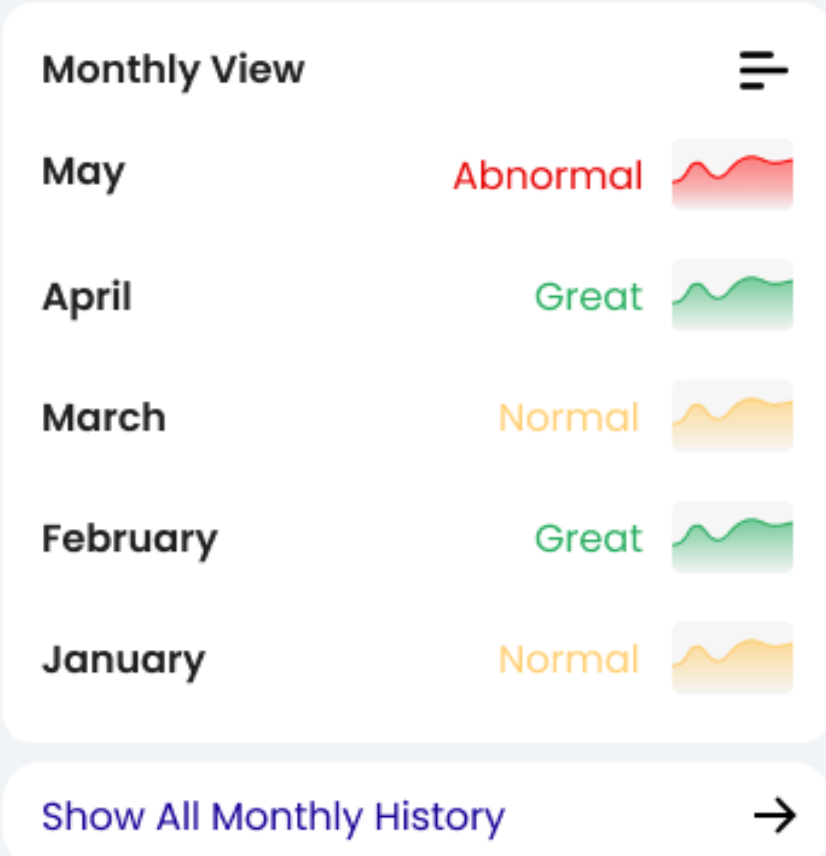 Monthly View
May Abnormal
April Great
March Normal
February Great
January Normal
Show All Monthly History